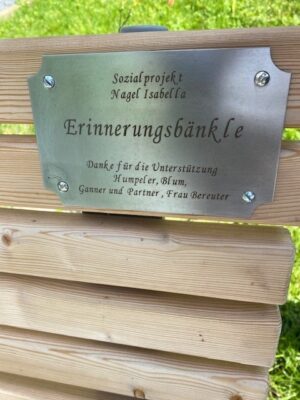 Sozialprojekt
Nagel Isabella
Erinnerungsbänkle
Danke für die Unterstützung
Humpeler, Blum,
Ganner und Partner, Frau Bereuter